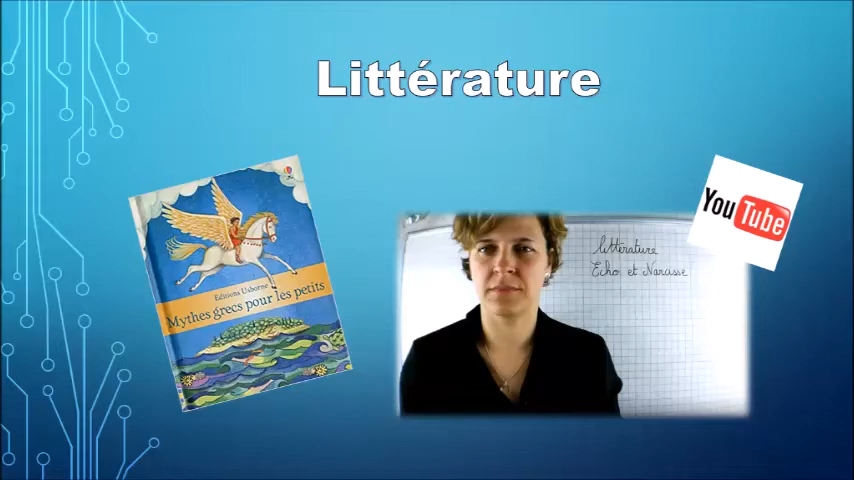 Littérature
Editions Usborne
Mythes grecs pour les petits
littérature
Echo et Narcisse
YouTube